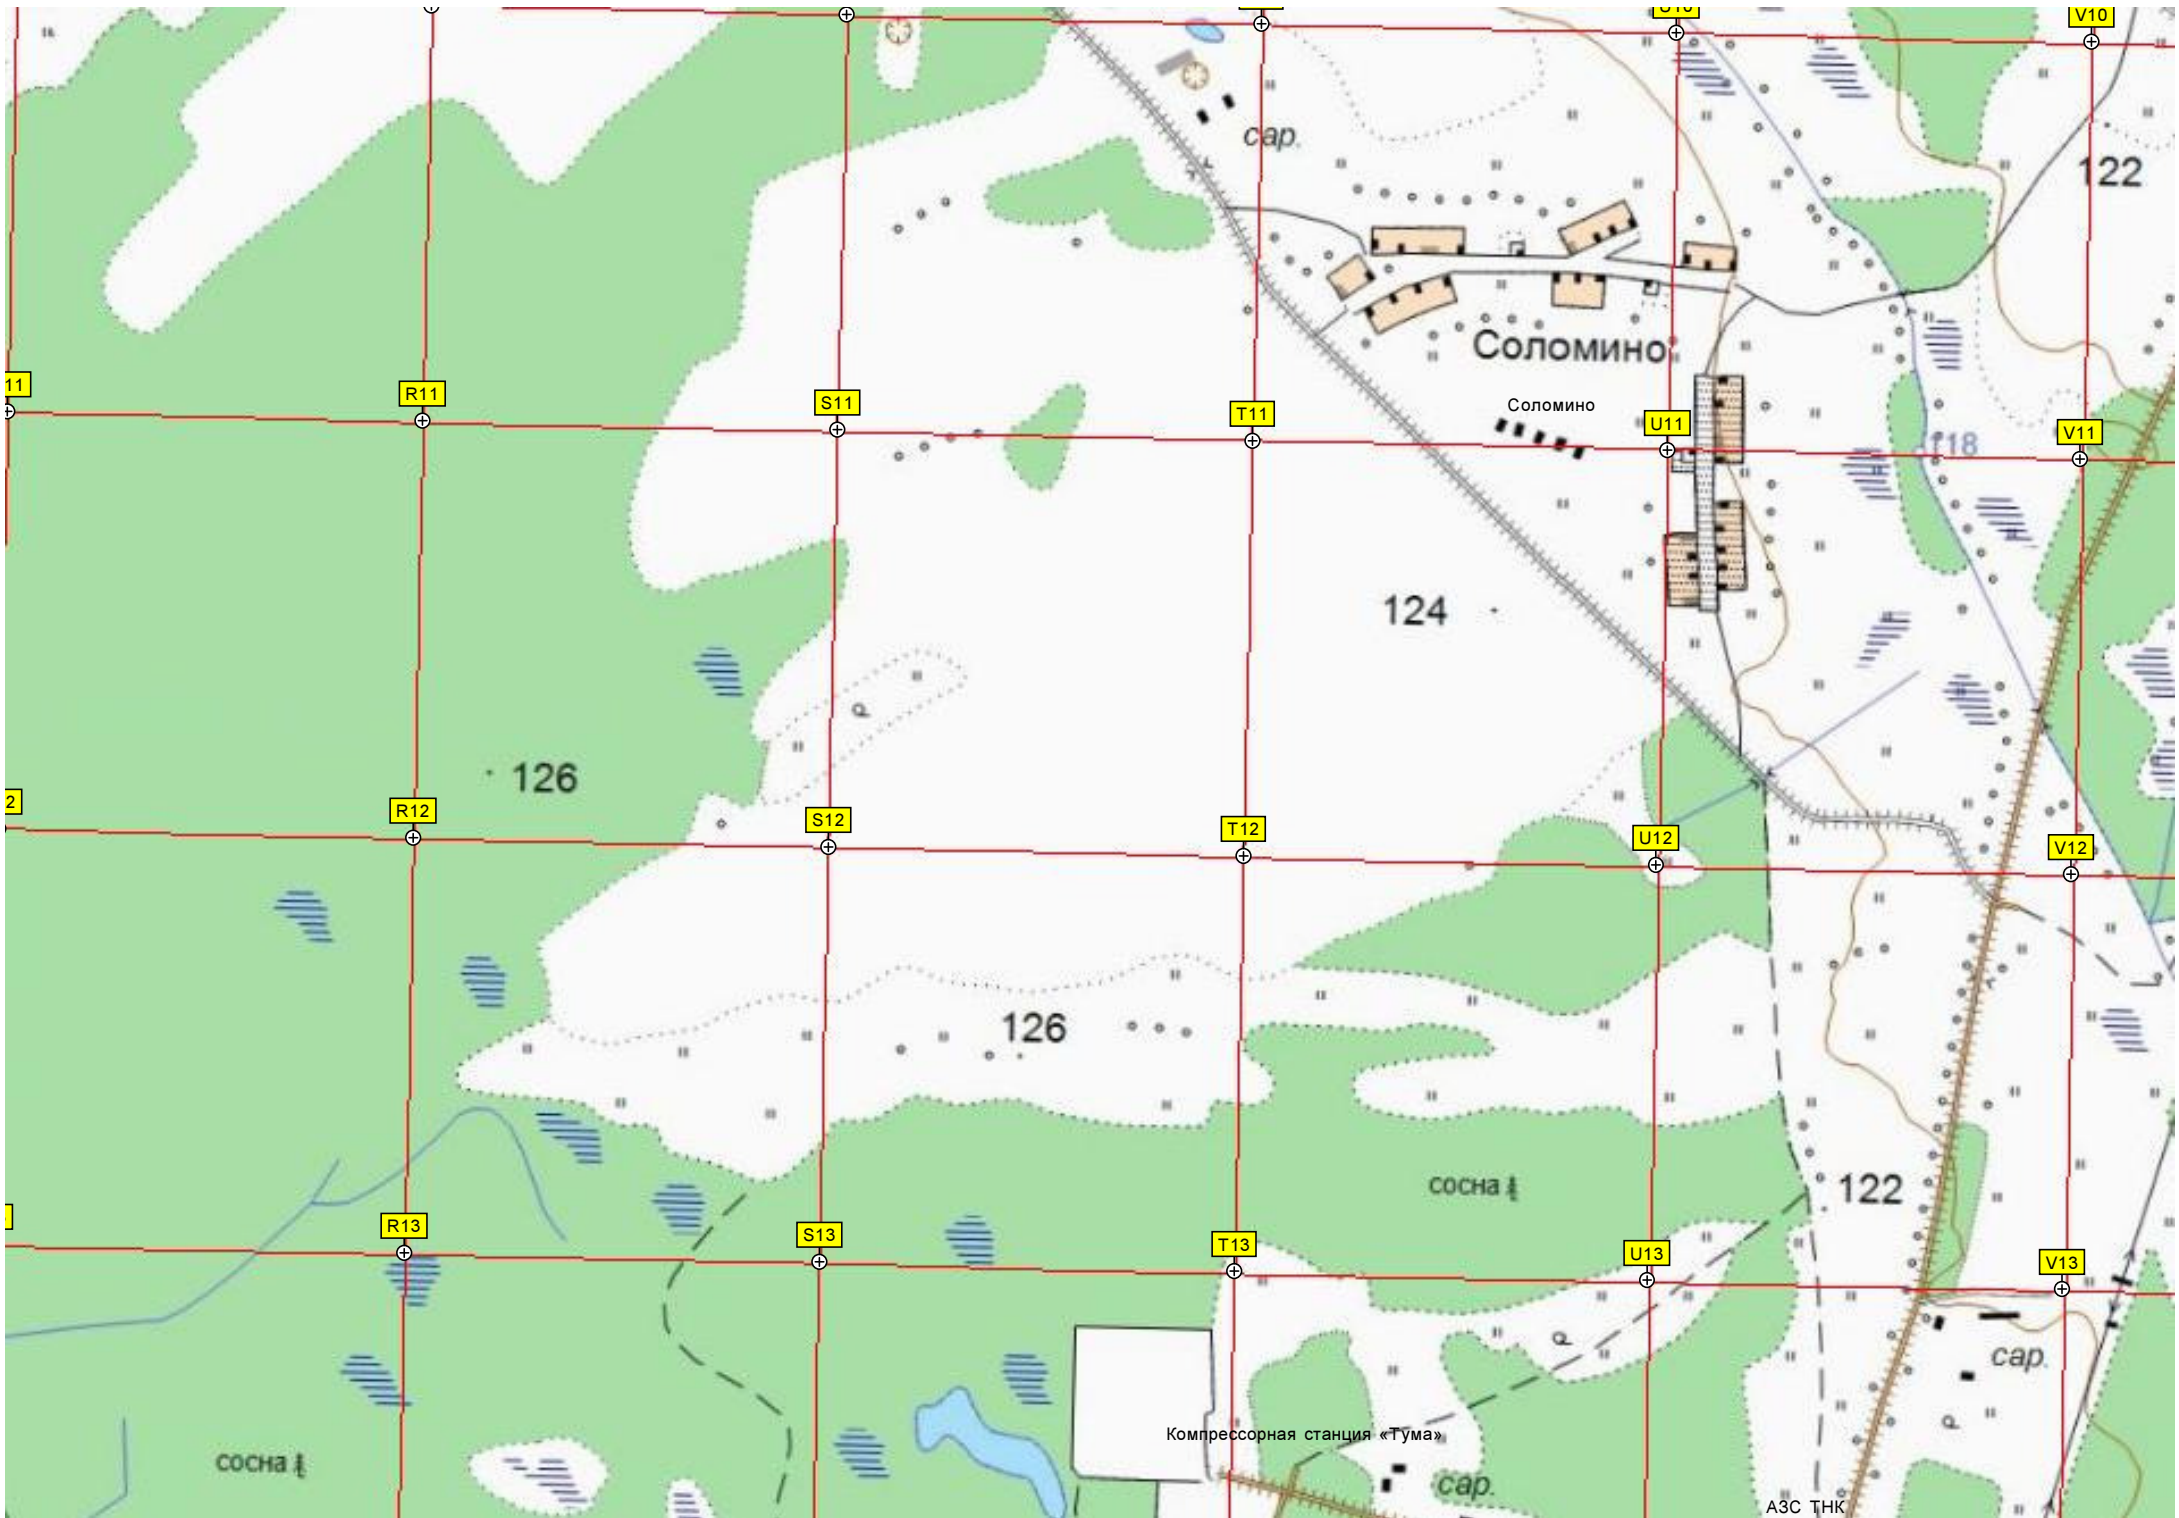 U10
V10
сар.
122
11
R11
S11
T11
Соломино
Соломино
U11
118
V11
124
126
2
R12
S12
T12
U12
V12
126
сосна
122
R13
S13
T13
U13
V13
сар.
Компрессорная станция «Тума»
сосна
сар.
АЗС ТНК